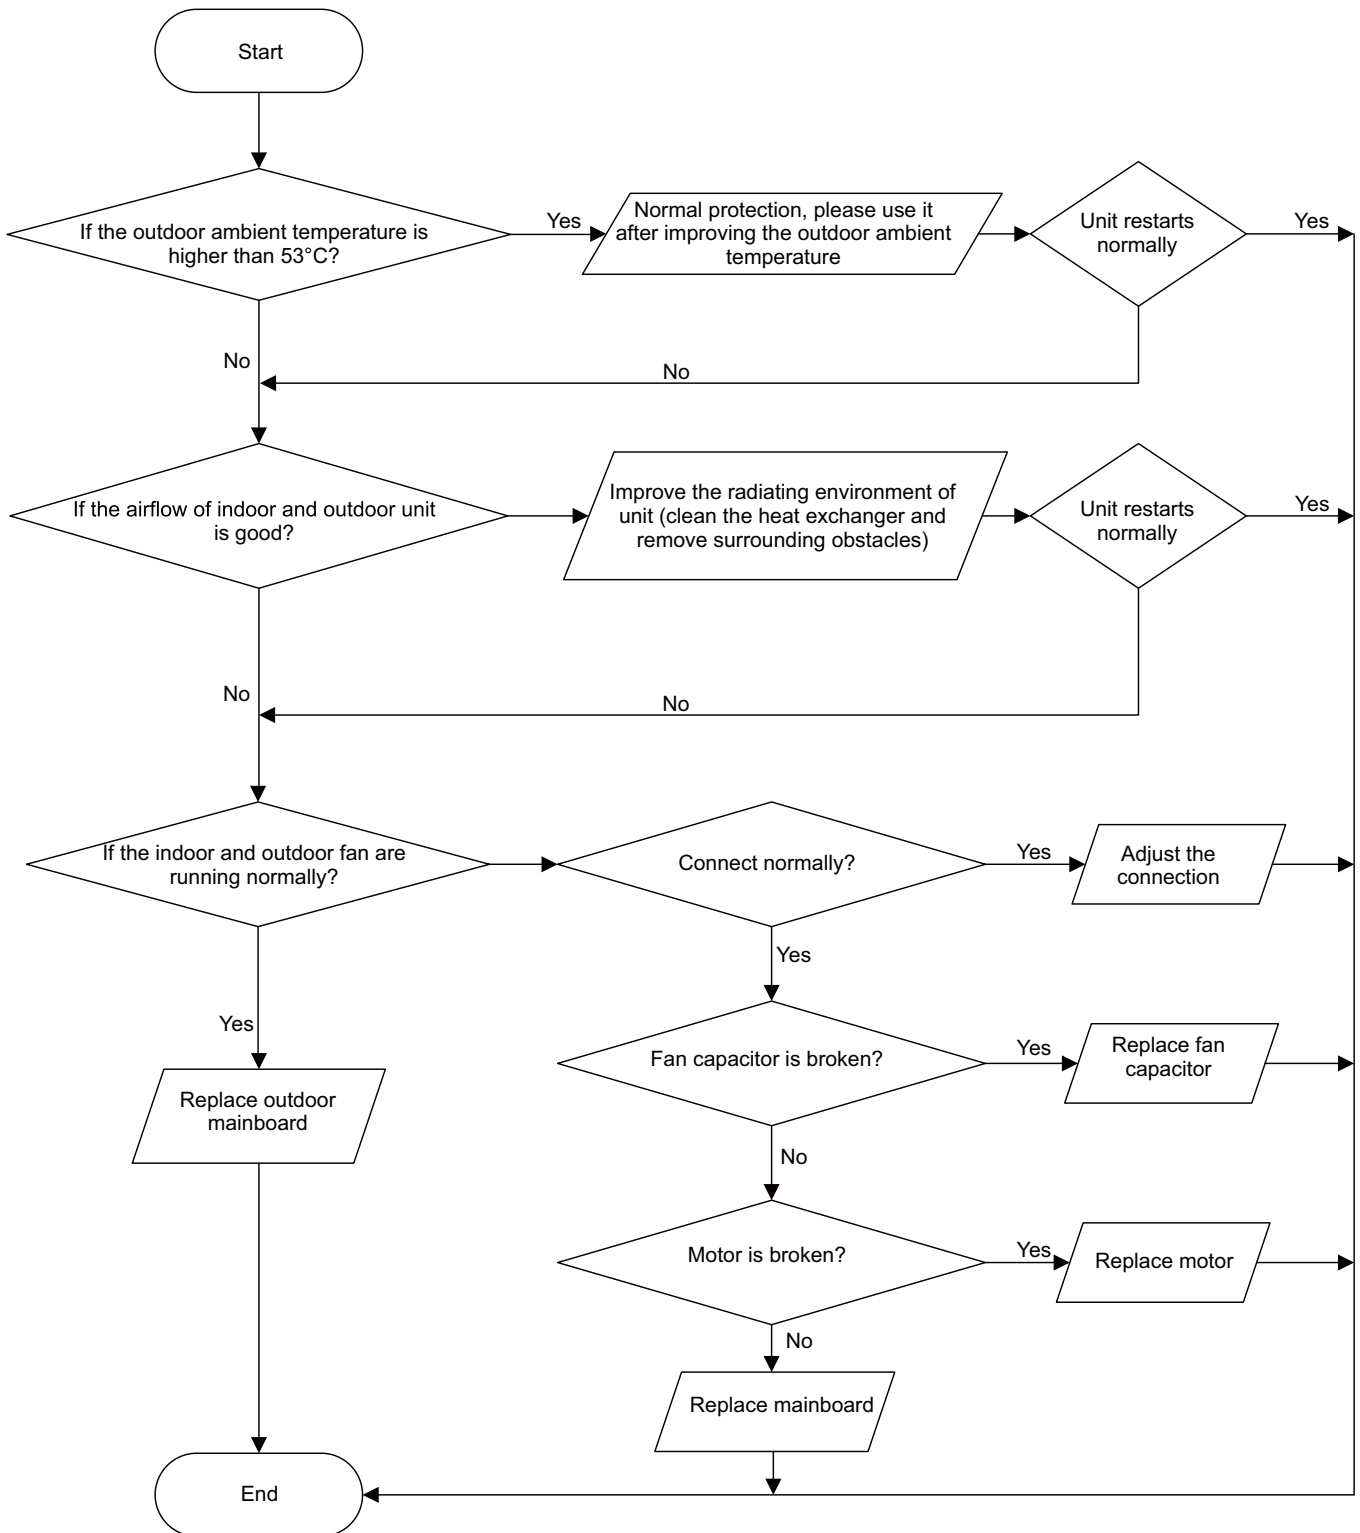 Start
If the outdoor ambient temperature is
higher than 53°C?
Yes
Normal protection, please use it
after improving the outdoor ambient
temperature
Unit restarts
normally
Yes
No
No
If the airflow of indoor and outdoor unit
is good?
Improve the radiating environment of
unit (clean the heat exchanger and
remove surrounding obstacles)
Unit restarts
normally
Yes
No
No
If the indoor and outdoor fan are
running normally?
Connect normally?
Yes
Adjust the
connection
Yes
Yes
Replace outdoor
mainboard
Fan capacitor is broken?
Yes
Replace fan
capacitor
No
Motor is broken?
Yes
Replace motor
No
Replace mainboard
End